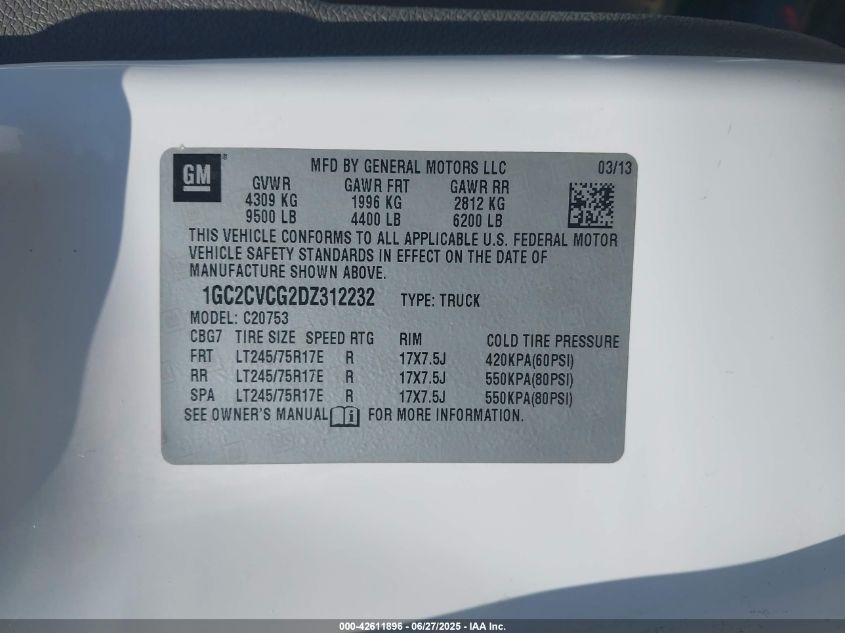 GM
MFD BY GENERAL MOTORS LLC 03/13
GVWR GAWR FRT GAWR RR
4309 KG 1996 KG 2812 KG
9500 LB 4400 LB 6200 LB
THIS VEHICLE CONFORMS TO ALL APPLICABLE U.S. FEDERAL MOTOR
VEHICLE SAFETY STANDARDS IN EFFECT ON THE DATE OF
MANUFACTURE SHOWN ABOVE.
1GC2CVCG2DZ312232 TYPE: TRUCK
MODEL: C20753
CBG7 TIRE SIZE SPEED RTG RIM COLD TIRE PRESSURE
FRT LT245/75R17E R 17X7.5J 420KPA(60PSI)
RR LT245/75R17E R 17X7.5J 550KPA(80PSI)
SPA LT245/75R17E R 17X7.5J 550KPA(80PSI)
SEE OWNER'S MANUAL i FOR MORE INFORMATION.
000-42611896 - 06/27/2025 - IAA Inc.